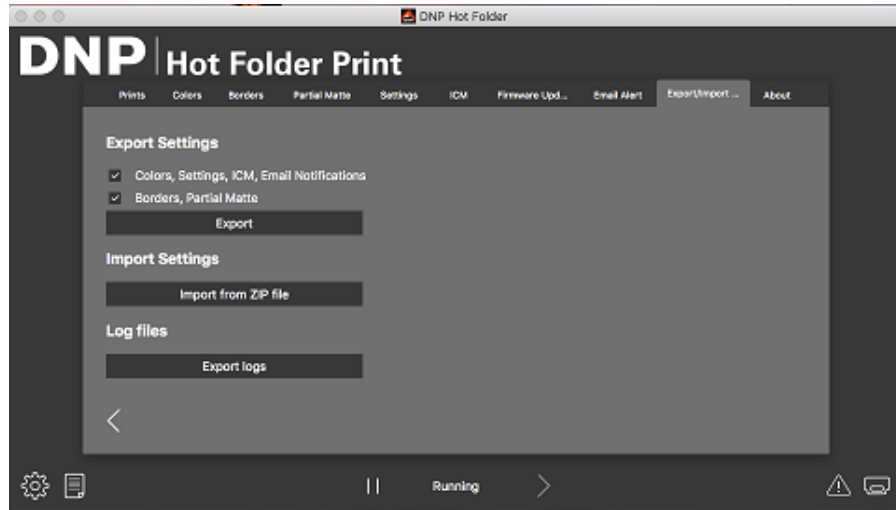 DNP Hot Folder
DNP Hot Folder Print
Prints Colors Borders Partial Matte Settings ICM Firmware Upd... Email Alert Export/Import ... About
Export Settings
Colors, Settings, ICM, Email Notifications
Borders, Partial Matte
Export
Import Settings
Import from ZIP file
Log files
Export logs
Running